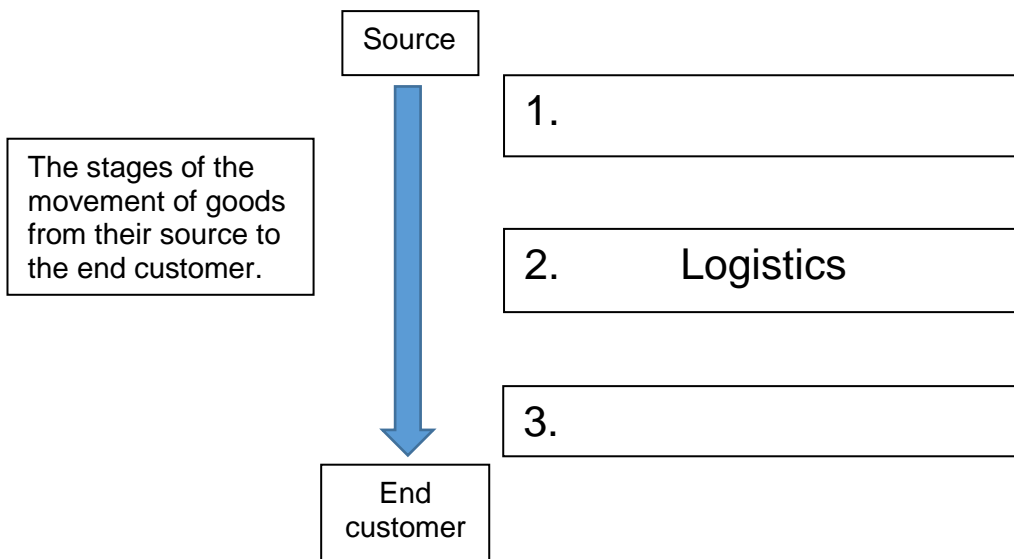 Source
1.
The stages of the
movement of goods
from their source to
the end customer.
2. Logistics
3.
End
customer